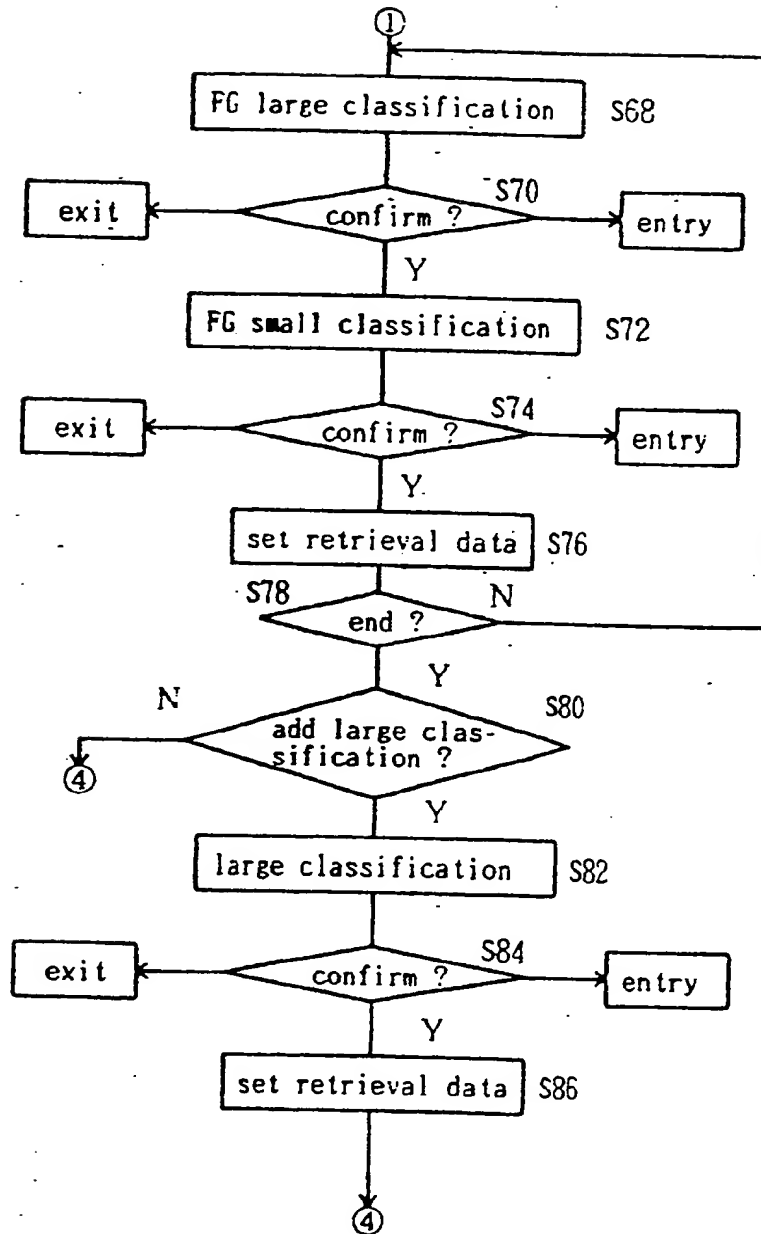 ①
FG large classification S68
S70
exit confirm ? entry
Y
FG small classification S72
S74
exit confirm ? entry
Y
set retrieval data S76
S78 N
end ?
Y
N S80
add large clas-
sification ?
④
Y
large classification S82
S84
exit confirm ? entry
Y
set retrieval data S86
④